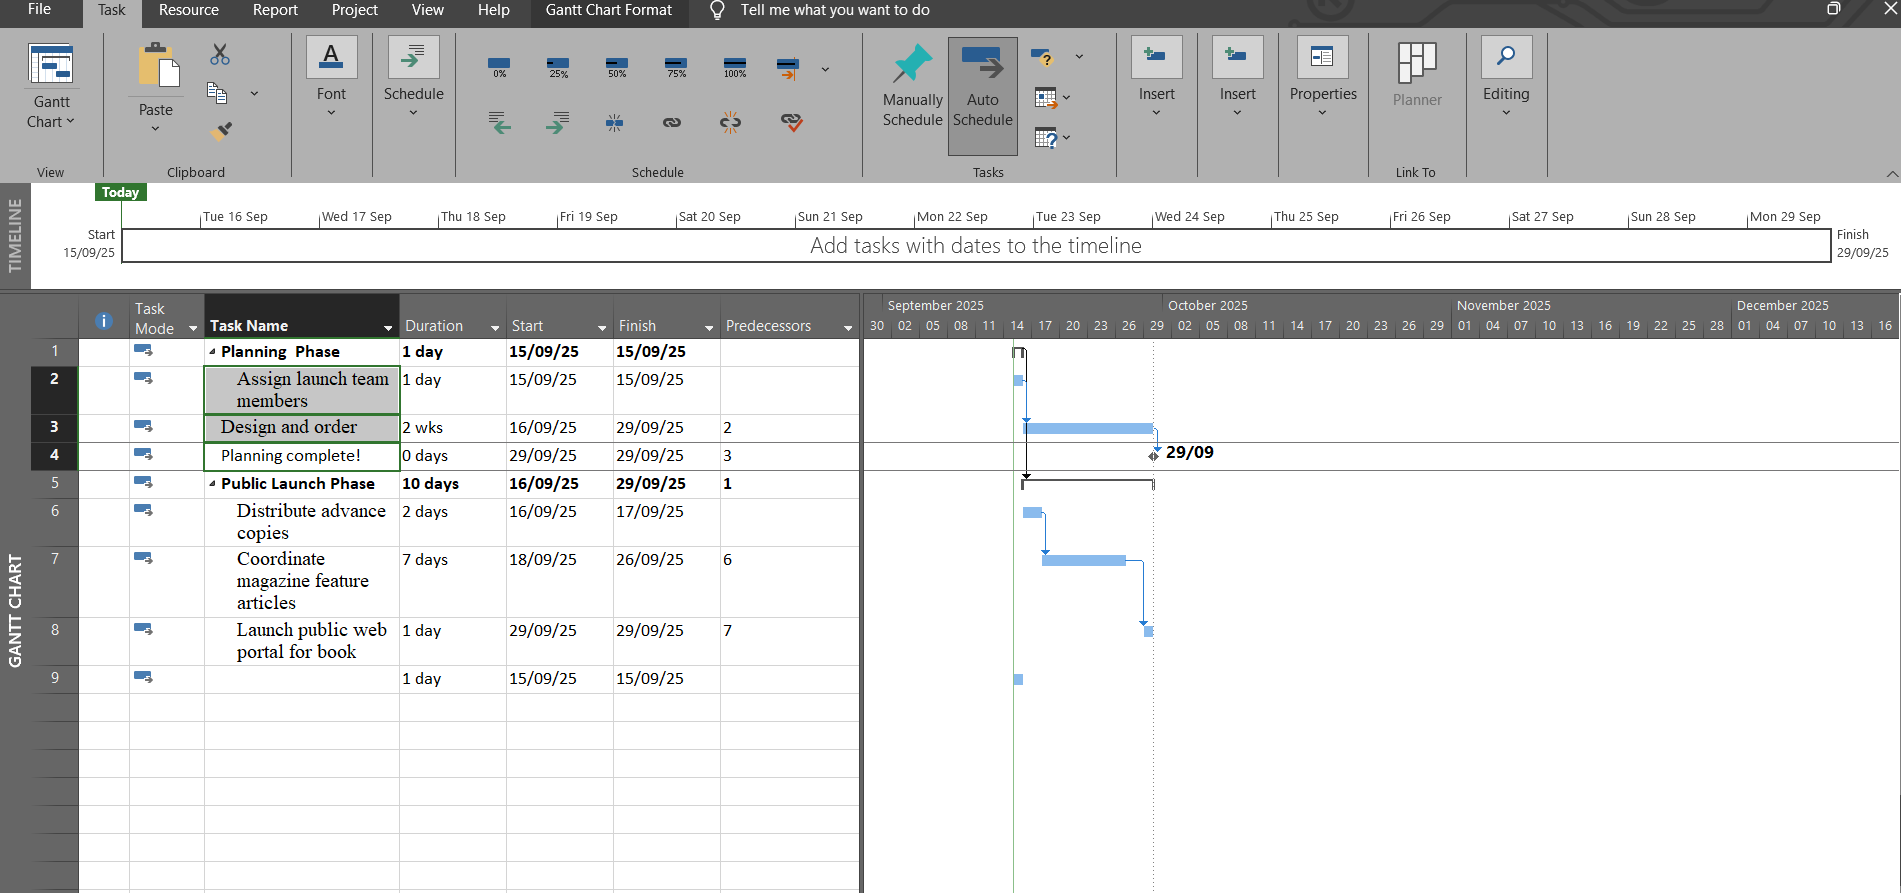 File Task Resource Report Project View Help Gantt Chart Format Tell me what you want to do
Gantt
Chart
View
Paste
Clipboard
Font
Schedule
0% 25% 50% 75% 100%
Schedule
Manually
Schedule
Auto
Schedule
Tasks
Insert
Insert
Properties
Planner
Link To
Editing
TIMELINE
Today
Tue 16 Sep Wed 17 Sep Thu 18 Sep Fri 19 Sep Sat 20 Sep Sun 21 Sep Mon 22 Sep Tue 23 Sep Wed 24 Sep Thu 25 Sep Fri 26 Sep Sat 27 Sep Sun 28 Sep Mon 29 Sep
Start
15/09/25
Add tasks with dates to the timeline
Finish
29/09/25
GANTT CHART
Task
Mode Task Name Duration Start Finish Predecessors
September 2025 October 2025 November 2025 December 2025
30 02 05 08 11 14 17 20 23 26 29 02 05 08 11 14 17 20 23 26 29 01 04 07 10 13 16 19 22 25 28 01 04 07 10 13 16
1 Planning  Phase 1 day 15/09/25 15/09/25
2 Assign launch team 1 day 15/09/25 15/09/25
members
3 Design and order 2 wks 16/09/25 29/09/25 2
4 Planning complete! 0 days 29/09/25 29/09/25 3 29/09
5 Public Launch Phase 10 days 16/09/25 29/09/25 1
6 Distribute advance 2 days 16/09/25 17/09/25
copies
7 Coordinate 7 days 18/09/25 26/09/25 6
magazine feature
articles
8 Launch public web 1 day 29/09/25 29/09/25 7
portal for book
9 1 day 15/09/25 15/09/25